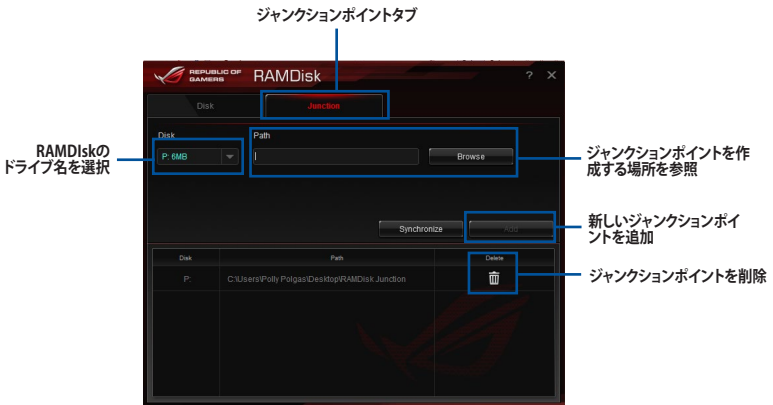 ジャンクションポイントタブ
REPUBLIC OF
GAMERS
RAMDisk
? ×
Disk
Junction
Disk
Path
RAMDIskの
ドライブ名を選択
P: 6MB
Browse
ジャンクションポイントを作
成する場所を参照
Synchronize
Add
新しいジャンクションポイ
ントを追加
Disk
Path
Delete
P:
C:\Users\Polly Polgas\Desktop\RAMDisk Junction
ジャンクションポイントを削除